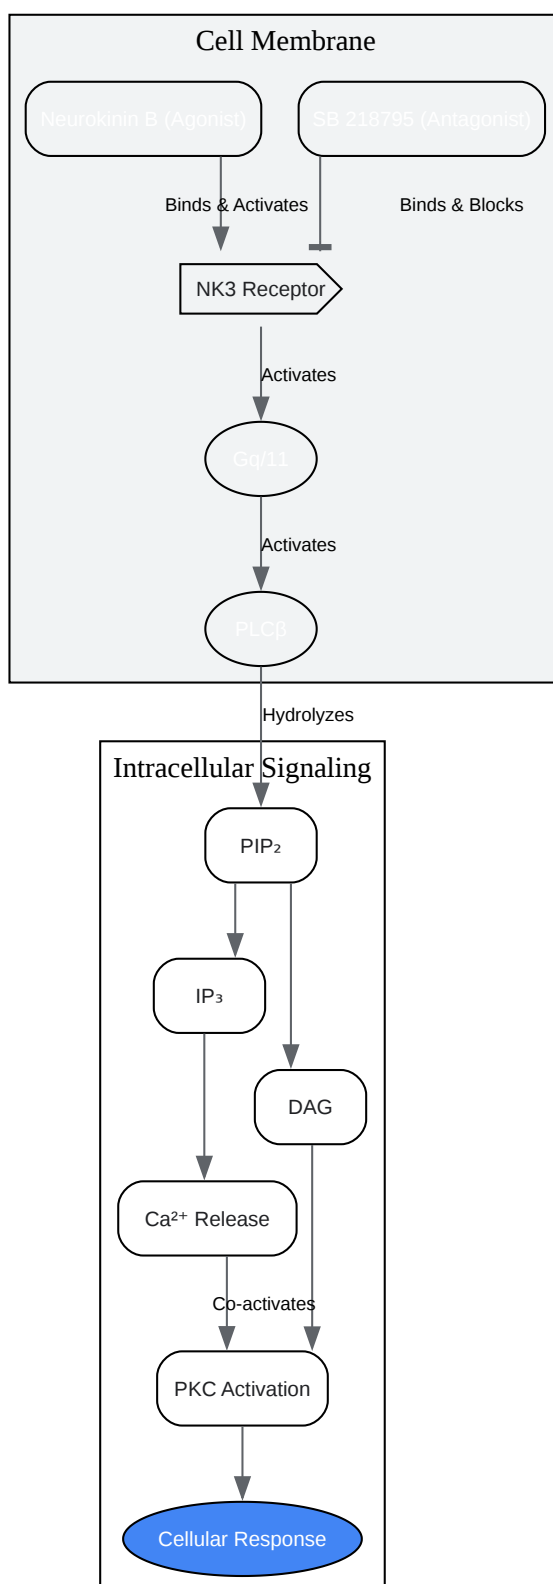 Cell Membrane
Neurokinin B (Agonist)
SB 218795 (Antagonist)
Binds & Activates
Binds & Blocks
NK3 Receptor
Activates
Gq/11
Activates
PLCβ
Hydrolyzes
Intracellular Signaling
PIP₂
IP₃
DAG
Ca²⁺ Release
Co-activates
PKC Activation
Cellular Response